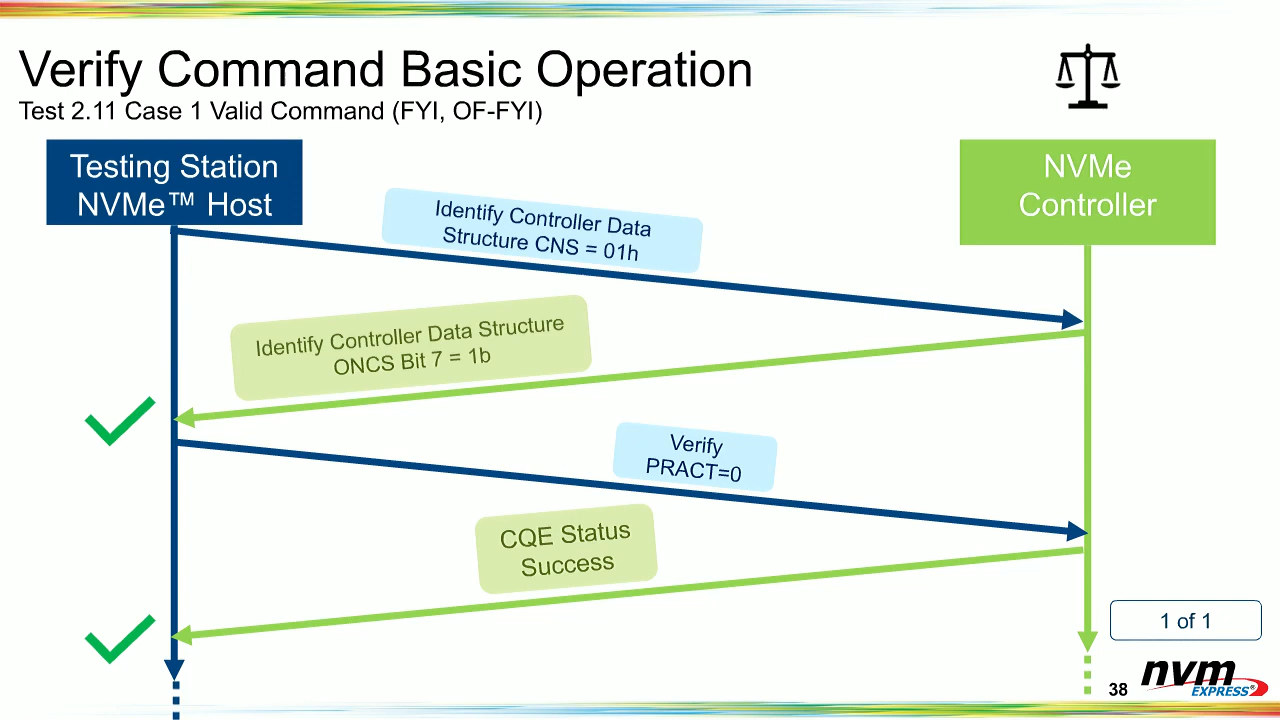 Verify Command Basic Operation
Test 2.11 Case 1 Valid Command (FYI, OF-FYI)
Testing Station
NVMe™ Host
NVMe
Controller
Identify Controller Data
Structure CNS = 01h
Identify Controller Data Structure
ONCS Bit 7 = 1b
Verify
PRACT=0
CQE Status
Success
1 of 1
38
nvm
EXPRESS®